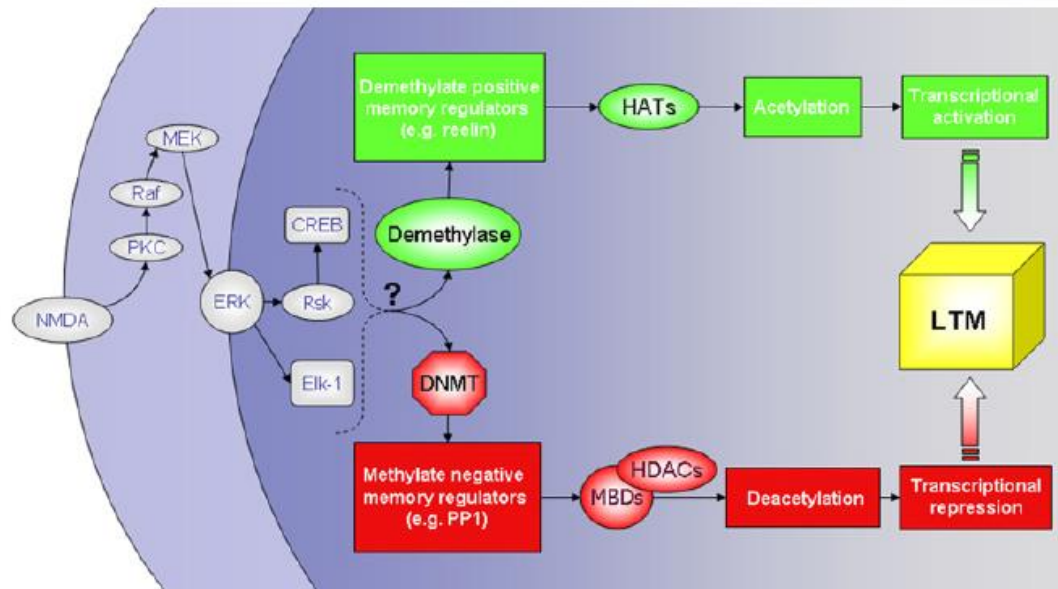 Demethylate positive
memory regulators
(e.g. reelin)
HATs
Acetylation
Transcriptional
activation
MEK
Raf
PKC
NMDA
ERK
CREB
Rsk
Elk-1
?
Demethylase
DNMT
LTM
Methylate negative
memory regulators
(e.g. PP1)
MBDs
HDACs
Deacetylation
Transcriptional
repression